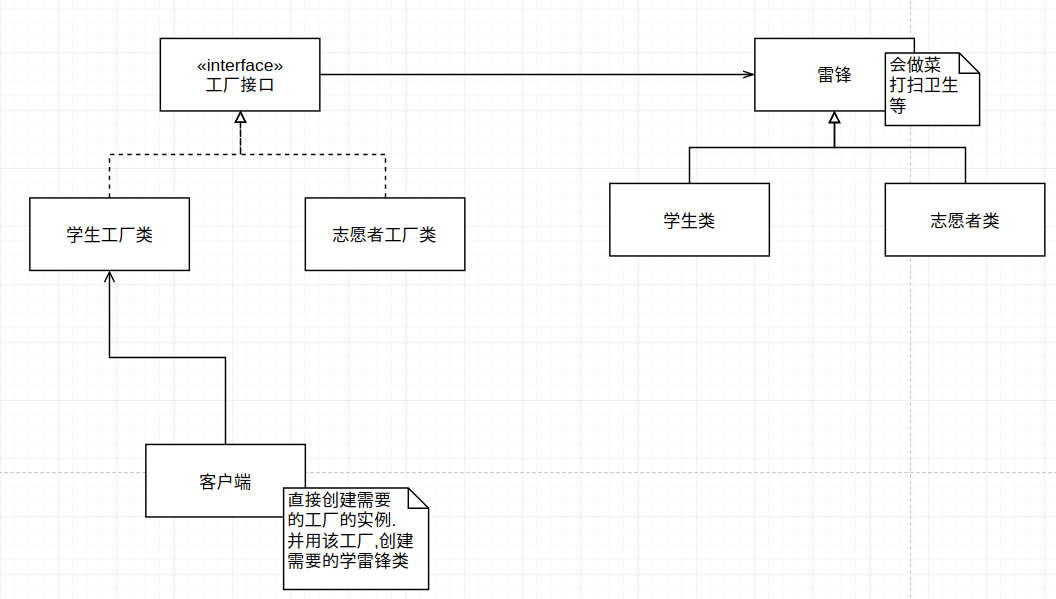 «interface»
工厂接口
雷锋
会做菜
打扫卫生
等
学生工厂类
志愿者工厂类
学生类
志愿者类
客户端
直接创建需要
的工厂的实例.
并用该工厂,创建
需要的学雷锋类